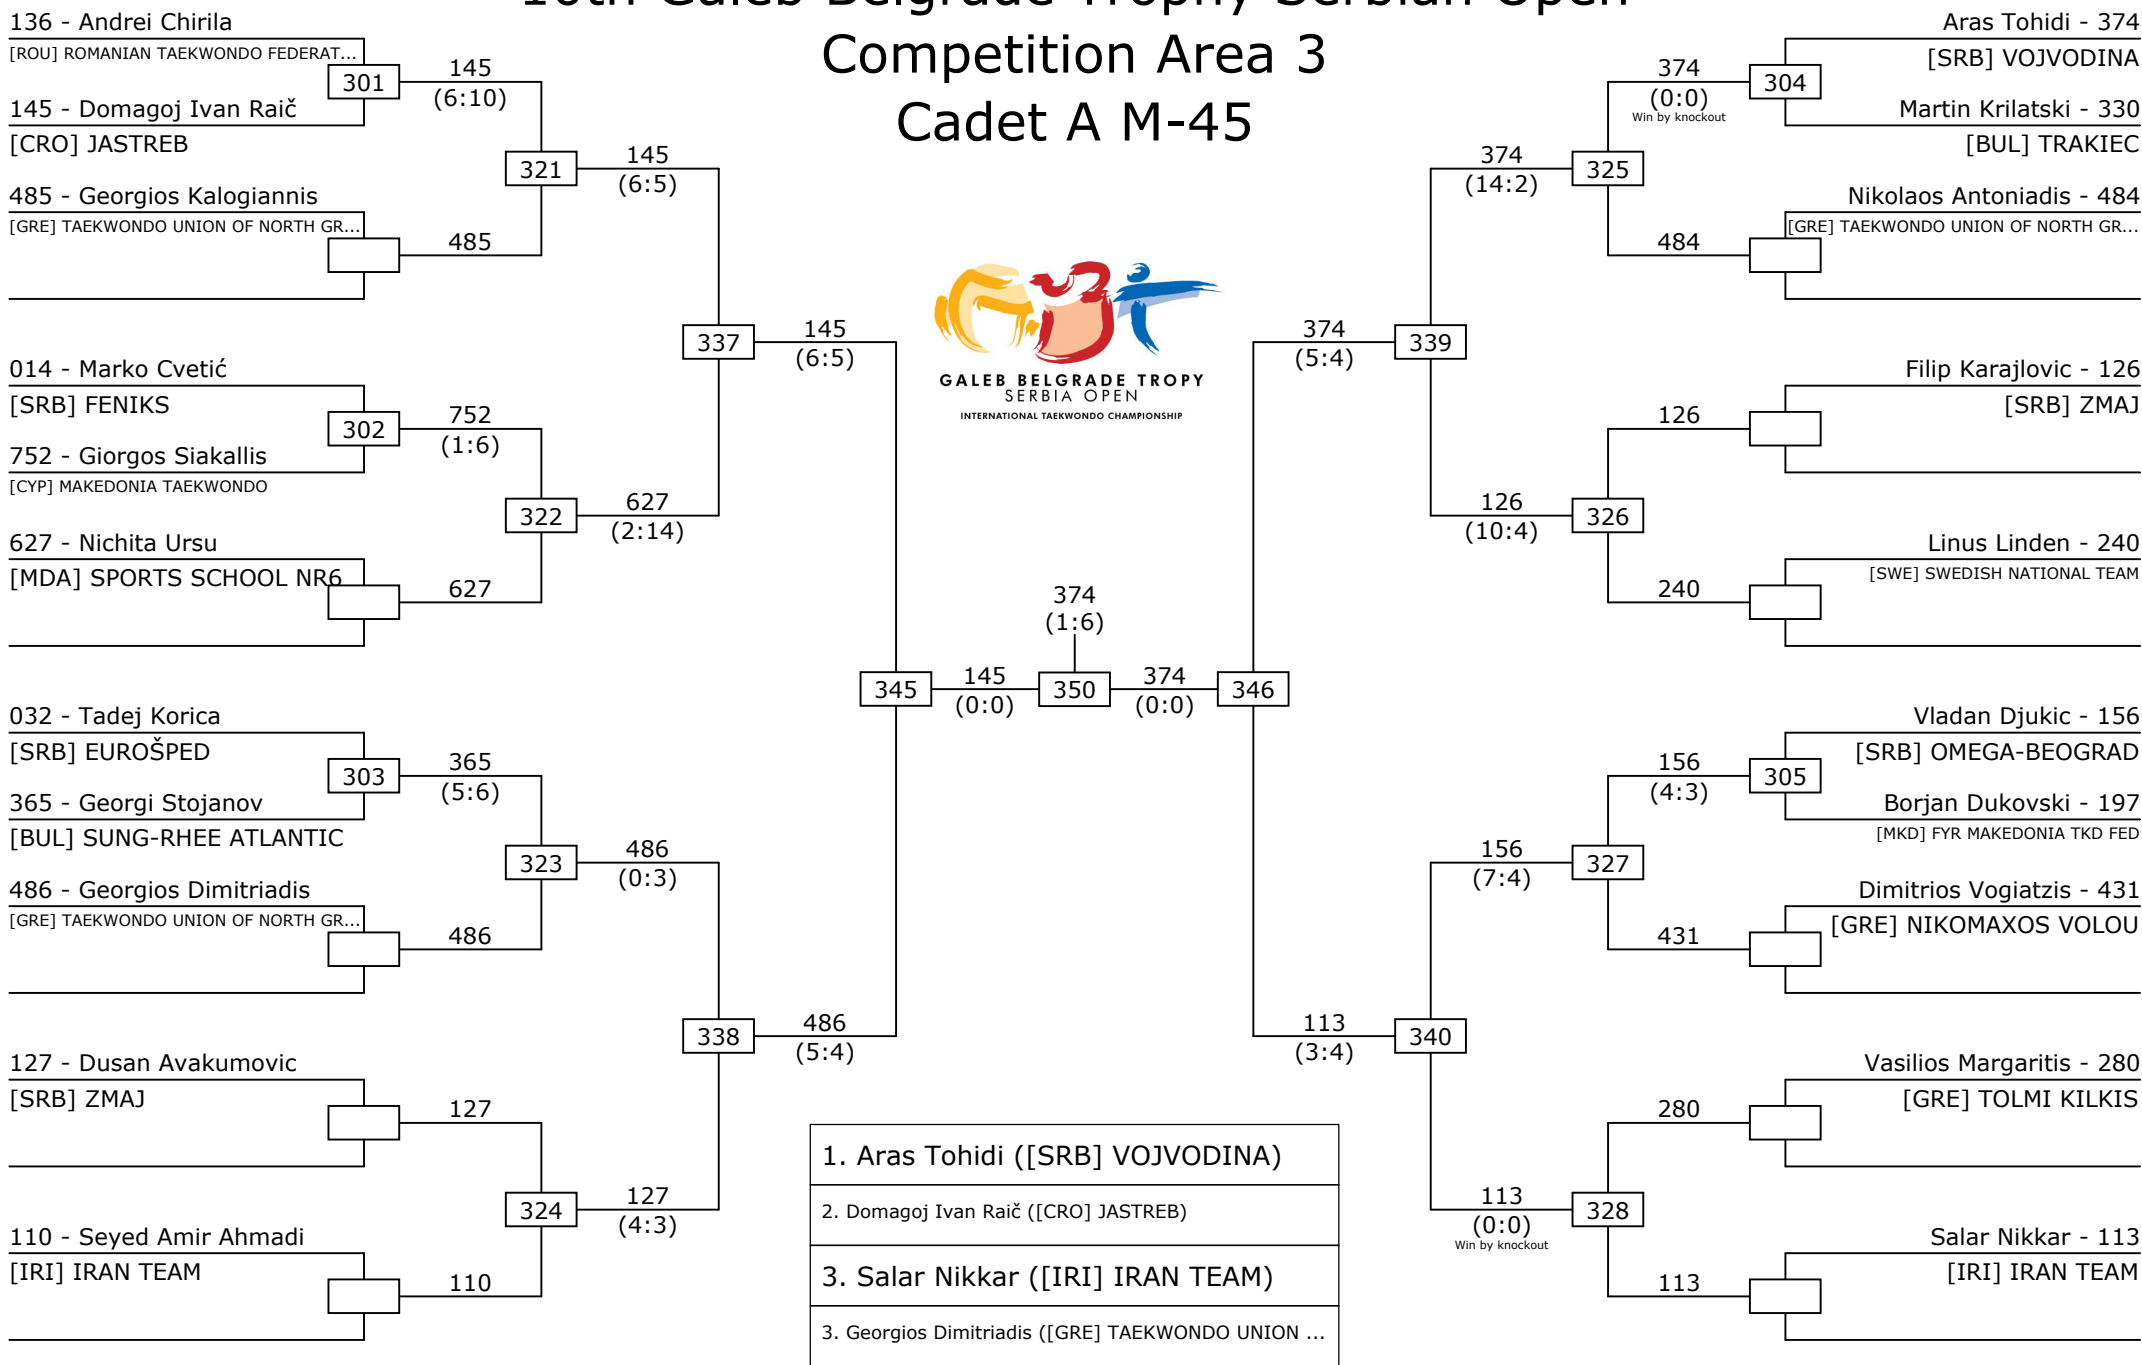 16th Galeb Belgrade Trophy Serbian Open
Competition Area 3
Cadet A M-45
136 - Andrei Chirila
[ROU] ROMANIAN TAEKWONDO FEDERAT...
301
145
(6:10)
145 - Domagoj Ivan Raič
[CRO] JASTREB
321
145
(6:5)
485 - Georgios Kalogiannis
[GRE] TAEKWONDO UNION OF NORTH GR...
485
337
145
(6:5)
014 - Marko Cvetić
[SRB] FENIKS
302
752
(1:6)
752 - Giorgos Siakallis
[CYP] MAKEDONIA TAEKWONDO
322
627
(2:14)
627 - Nichita Ursu
[MDA] SPORTS SCHOOL NR6
627
345
145
(0:0)
032 - Tadej Korica
[SRB] EUROŠPED
303
365
(5:6)
365 - Georgi Stojanov
[BUL] SUNG-RHEE ATLANTIC
323
486
(0:3)
486 - Georgios Dimitriadis
[GRE] TAEKWONDO UNION OF NORTH GR...
486
338
486
(5:4)
127 - Dusan Avakumovic
[SRB] ZMAJ
127
324
127
(4:3)
110 - Seyed Amir Ahmadi
[IRI] IRAN TEAM
110
GALEB BELGRADE TROPY
SERBIA OPEN
INTERNATIONAL TAEKWONDO CHAMPIONSHIP
374
(1:6)
350
374
(0:0)
346
Aras Tohidi - 374
[SRB] VOJVODINA
304
374
(0:0)
Win by knockout
Martin Krilatski - 330
[BUL] TRAKIEC
325
374
(14:2)
Nikolaos Antoniadis - 484
[GRE] TAEKWONDO UNION OF NORTH GR...
484
339
374
(5:4)
Filip Karajlovic - 126
[SRB] ZMAJ
126
326
126
(10:4)
Linus Linden - 240
[SWE] SWEDISH NATIONAL TEAM
240
Vladan Djukic - 156
[SRB] OMEGA-BEOGRAD
305
156
(4:3)
Borjan Dukovski - 197
[MKD] FYR MAKEDONIA TKD FED
327
156
(7:4)
Dimitrios Vogiatzis - 431
[GRE] NIKOMAXOS VOLOU
431
340
113
(3:4)
Vasilios Margaritis - 280
[GRE] TOLMI KILKIS
280
328
113
(0:0)
Win by knockout
Salar Nikkar - 113
[IRI] IRAN TEAM
113
1. Aras Tohidi ([SRB] VOJVODINA)
2. Domagoj Ivan Raič ([CRO] JASTREB)
3. Salar Nikkar ([IRI] IRAN TEAM)
3. Georgios Dimitriadis ([GRE] TAEKWONDO UNION ...